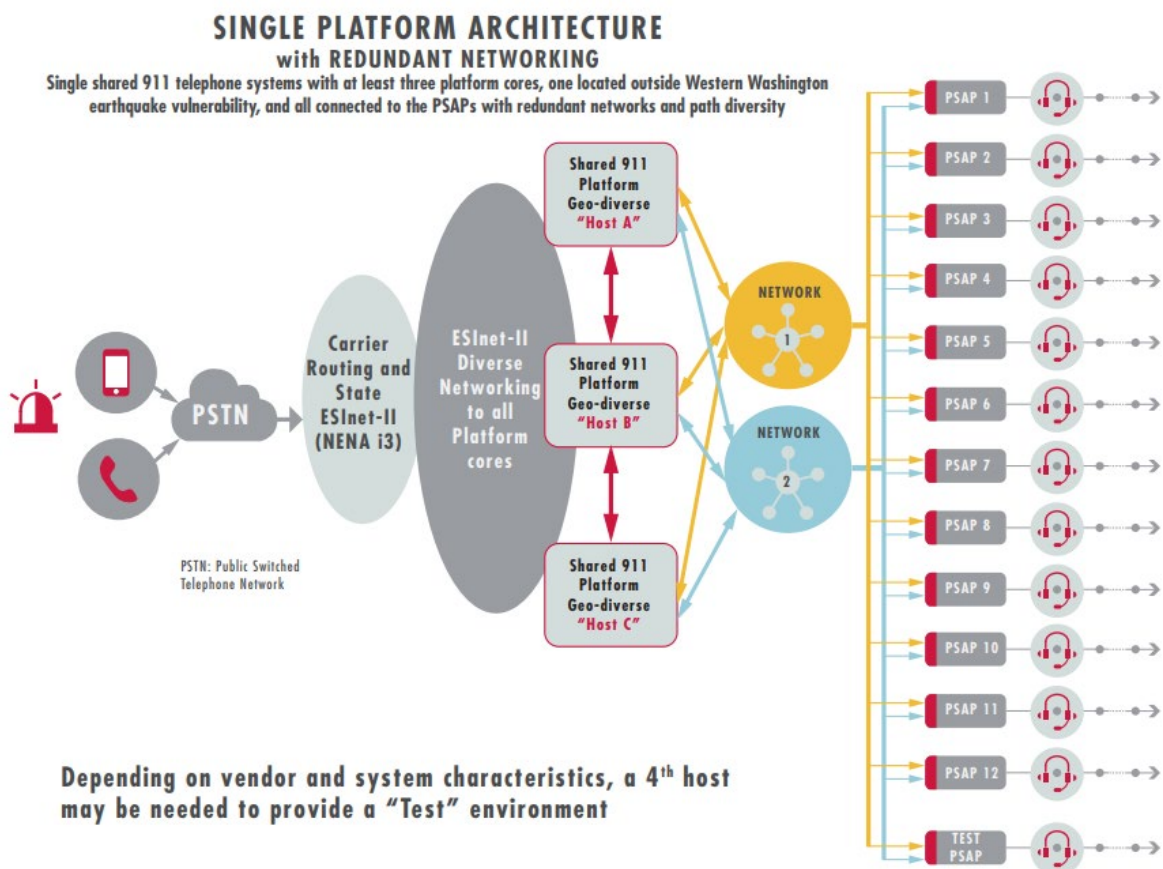 SINGLE PLATFORM ARCHITECTURE
with REDUNDANT NETWORKING
Single shared 911 telephone systems with at least three platform cores, one located outside Western Washington
earthquake vulnerability, and all connected to the PSAPs with redundant networks and path diversity
PSTN
PSTN: Public Switched
Telephone Network
Carrier
Routing and
State
ESInet-II
(NENA i3)
ESInet-II
Diverse
Networking
to all
Platform
cores
Shared 911
Platform
Geo-diverse
“Host A”
Shared 911
Platform
Geo-diverse
“Host B”
Shared 911
Platform
Geo-diverse
“Host C”
NETWORK
1
NETWORK
2
PSAP 1
PSAP 2
PSAP 3
PSAP 4
PSAP 5
PSAP 6
PSAP 7
PSAP 8
PSAP 9
PSAP 10
PSAP 11
PSAP 12
TEST
PSAP
Depending on vendor and system characteristics, a 4th host
may be needed to provide a “Test” environment